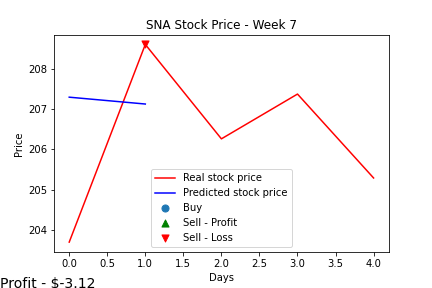 SNA Stock Price - Week 7
Price
208
207
206
205
204
Real stock price
Predicted stock price
Buy
Sell - Profit
Sell - Loss
0.0 0.5 1.0 1.5 2.0 2.5 3.0 3.5 4.0
Days
Profit - $-3.12